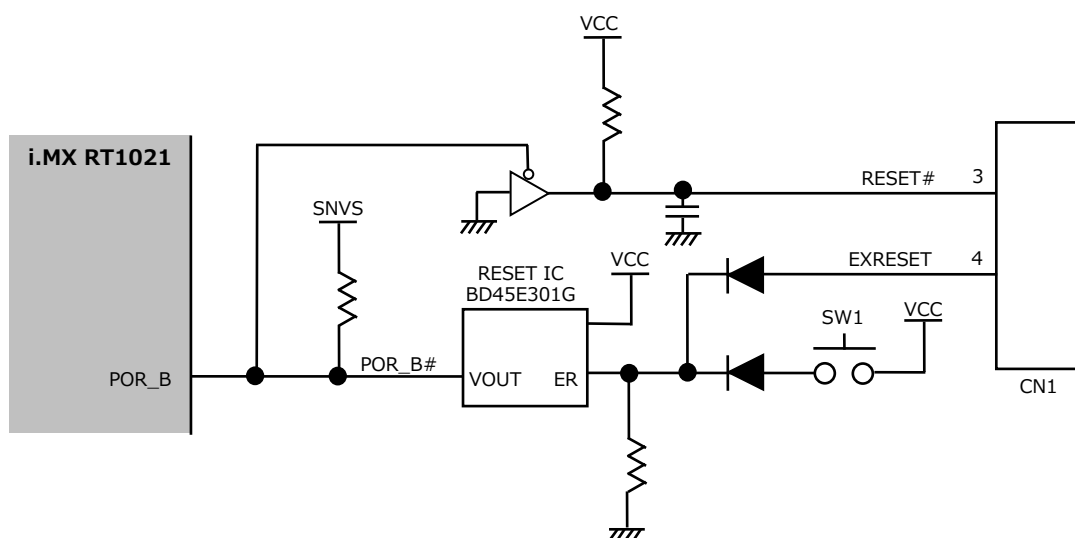 VCC
i.MX RT1021
RESET# 3
SNVS
RESET IC
BD45E301G
VCC
EXRESET 4
SW1
VCC
POR_B
POR_B#
VOUT
ER
CN1